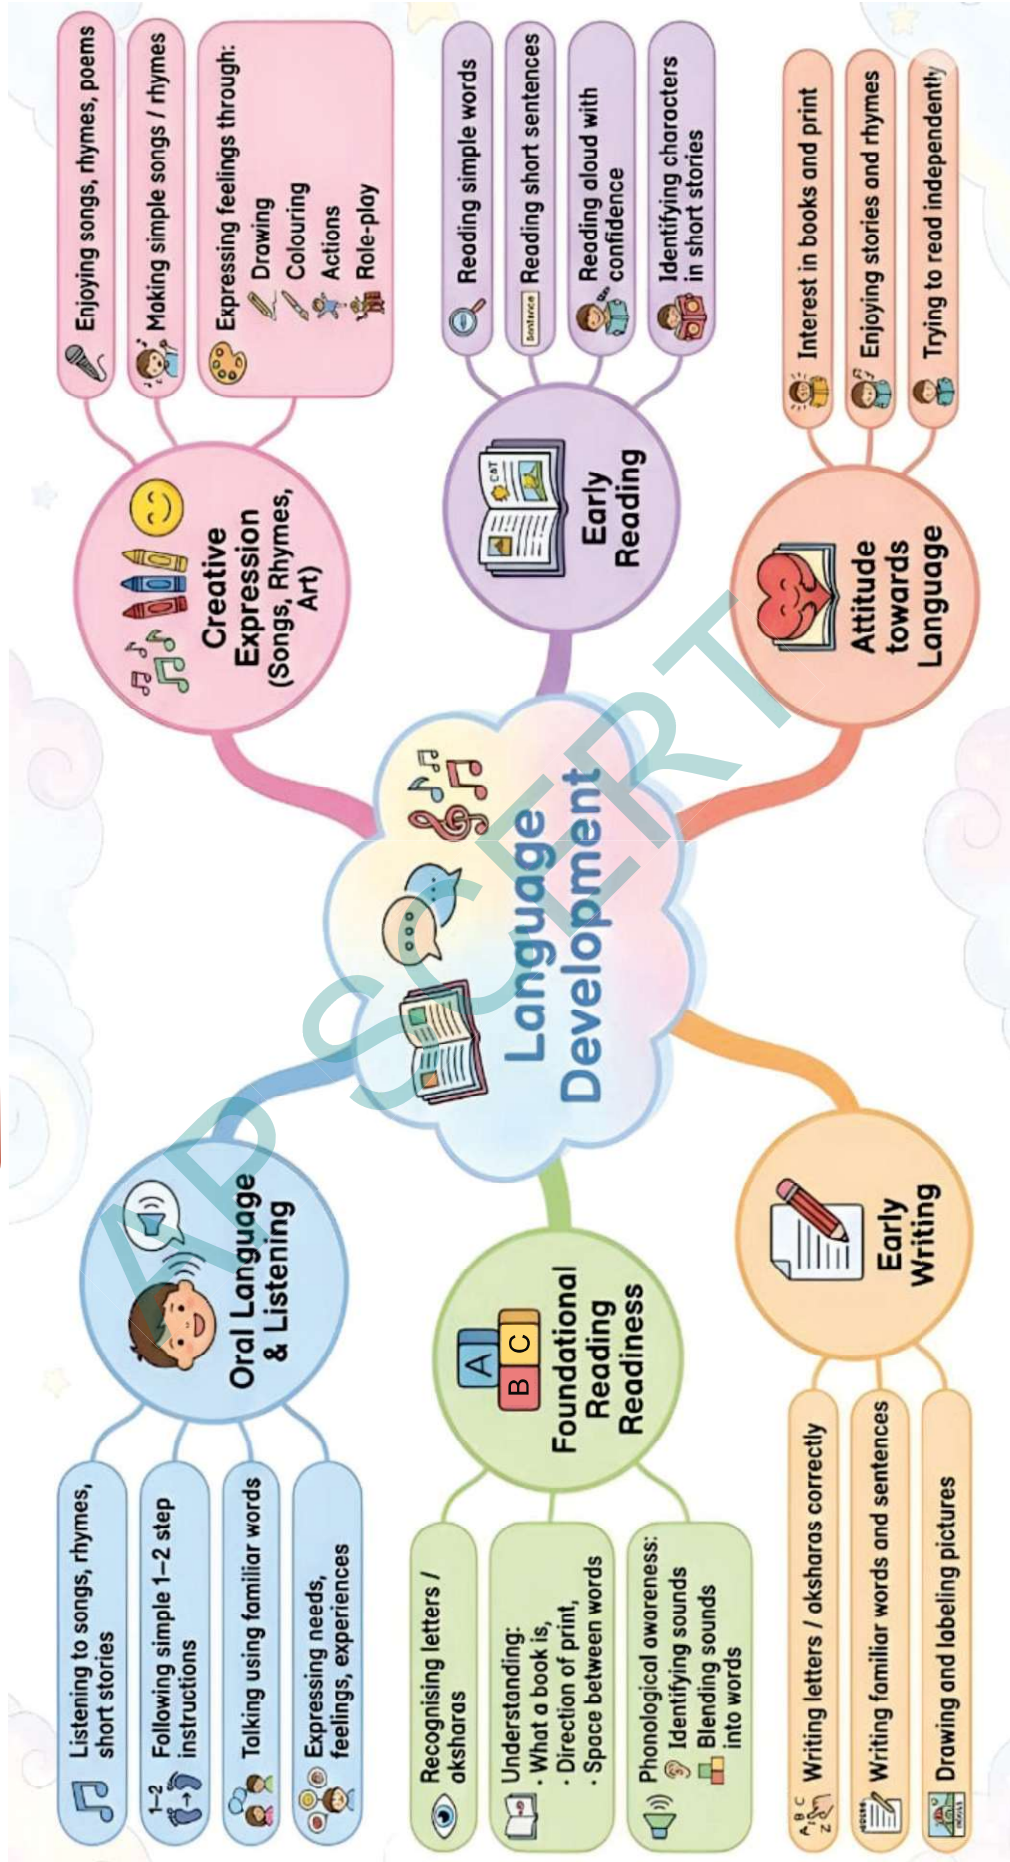 Language
Development
Oral Language
& Listening
Listening to songs, rhymes,
short stories
1–2
Following simple 1–2 step
instructions
Talking using familiar words
Expressing needs,
feelings, experiences
Foundational
Reading
Readiness
A
B C
Recognising letters /
aksharas
Understanding:
· What a book is,
· Direction of print,
· Space between words
Phonological awareness:
Identifying sounds
Blending sounds
into words
Early
Writing
A B C
Writing letters / aksharas correctly
Writing familiar words and sentences
Drawing and labeling pictures
Creative
Expression
(Songs, Rhymes,
Art)
Enjoying songs, rhymes, poems
Making simple songs / rhymes
Expressing feelings through:
Drawing
Colouring
Actions
Role-play
Early
Reading
CAT
Reading simple words
Sentence
Reading short sentences
Reading aloud with
confidence
Identifying characters
in short stories
Attitude
towards
Language
Interest in books and print
Enjoying stories and rhymes
Trying to read independently
AP SCERT